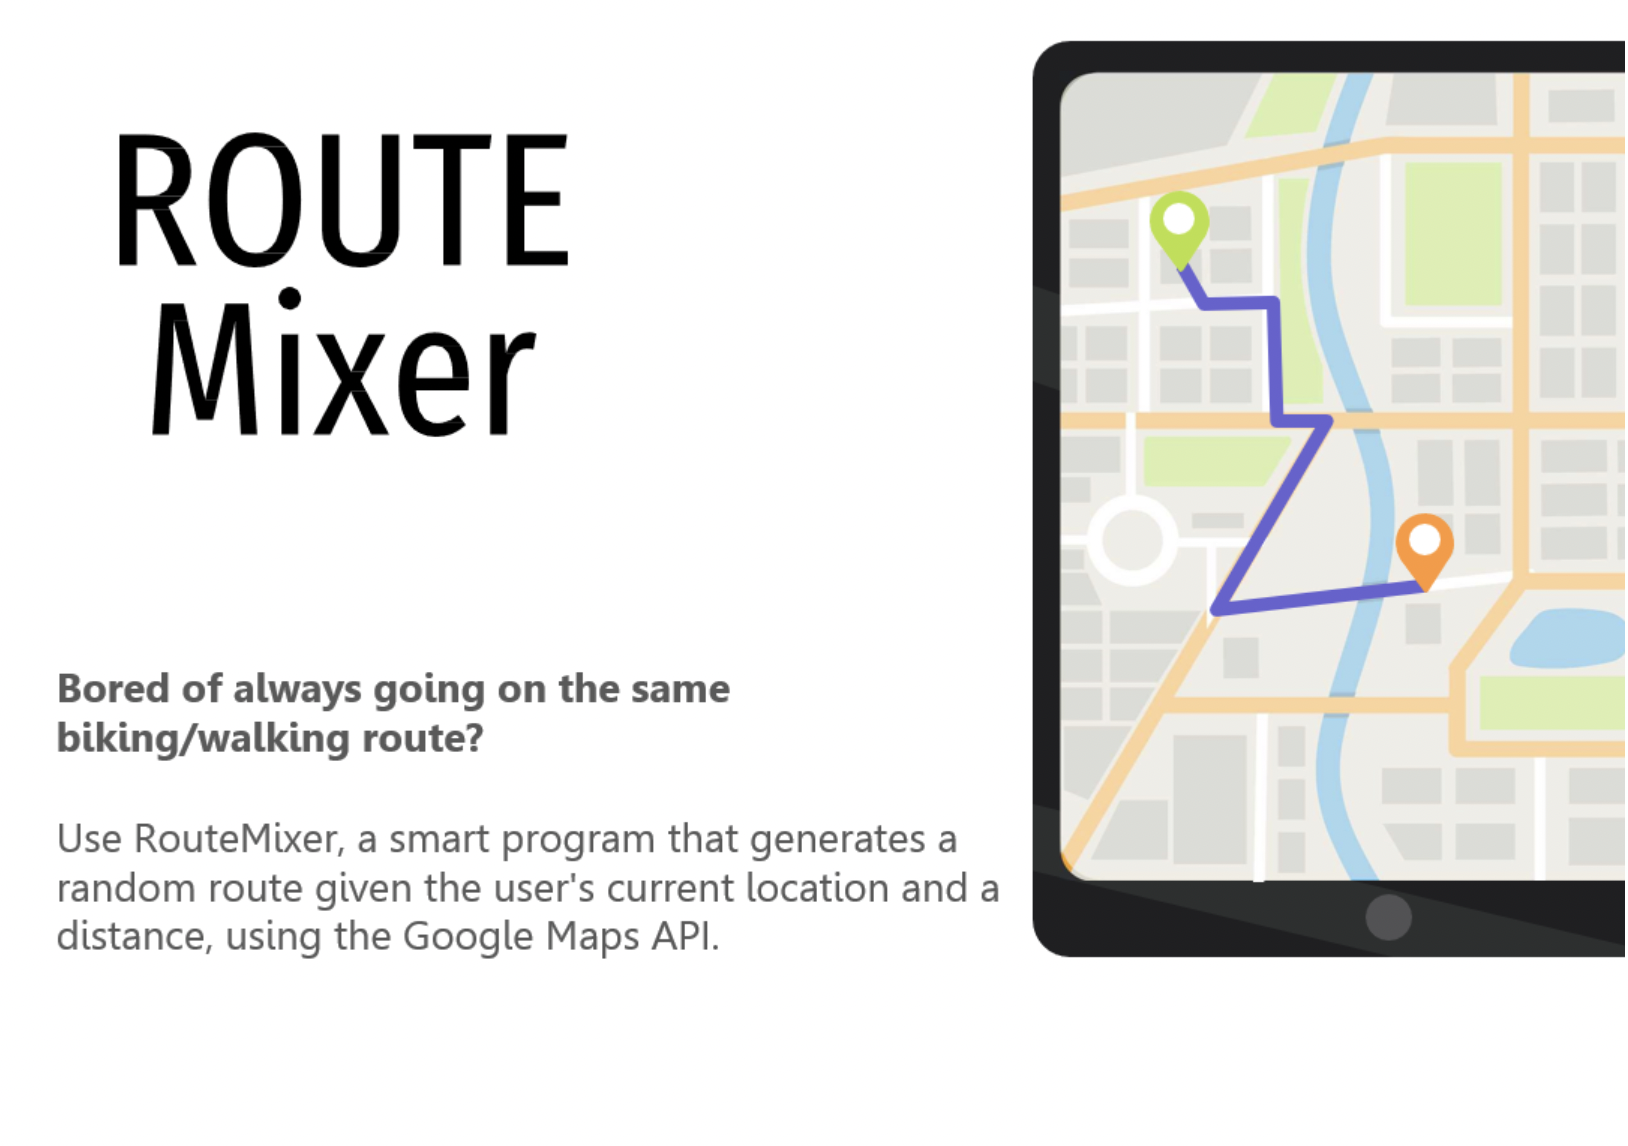 ROUTE
Mixer
Bored of always going on the same
biking/walking route?
Use RouteMixer, a smart program that generates a
random route given the user's current location and a
distance, using the Google Maps API.